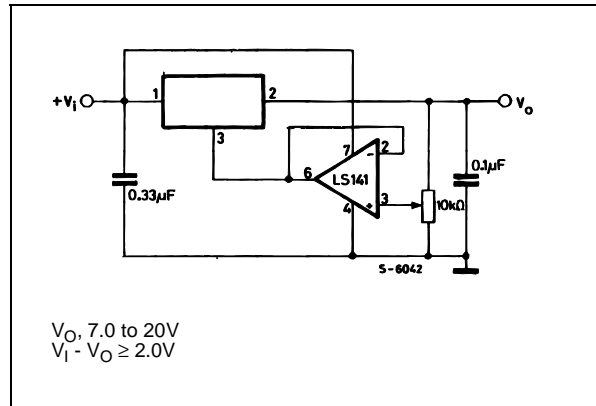 +Vi
1
2
3
Vo
7
2
-
6
LS141
3
+
4
0.33µF
10kΩ
0.1µF
S-6042
VO, 7.0 to 20V
VI - VO ≥ 2.0V